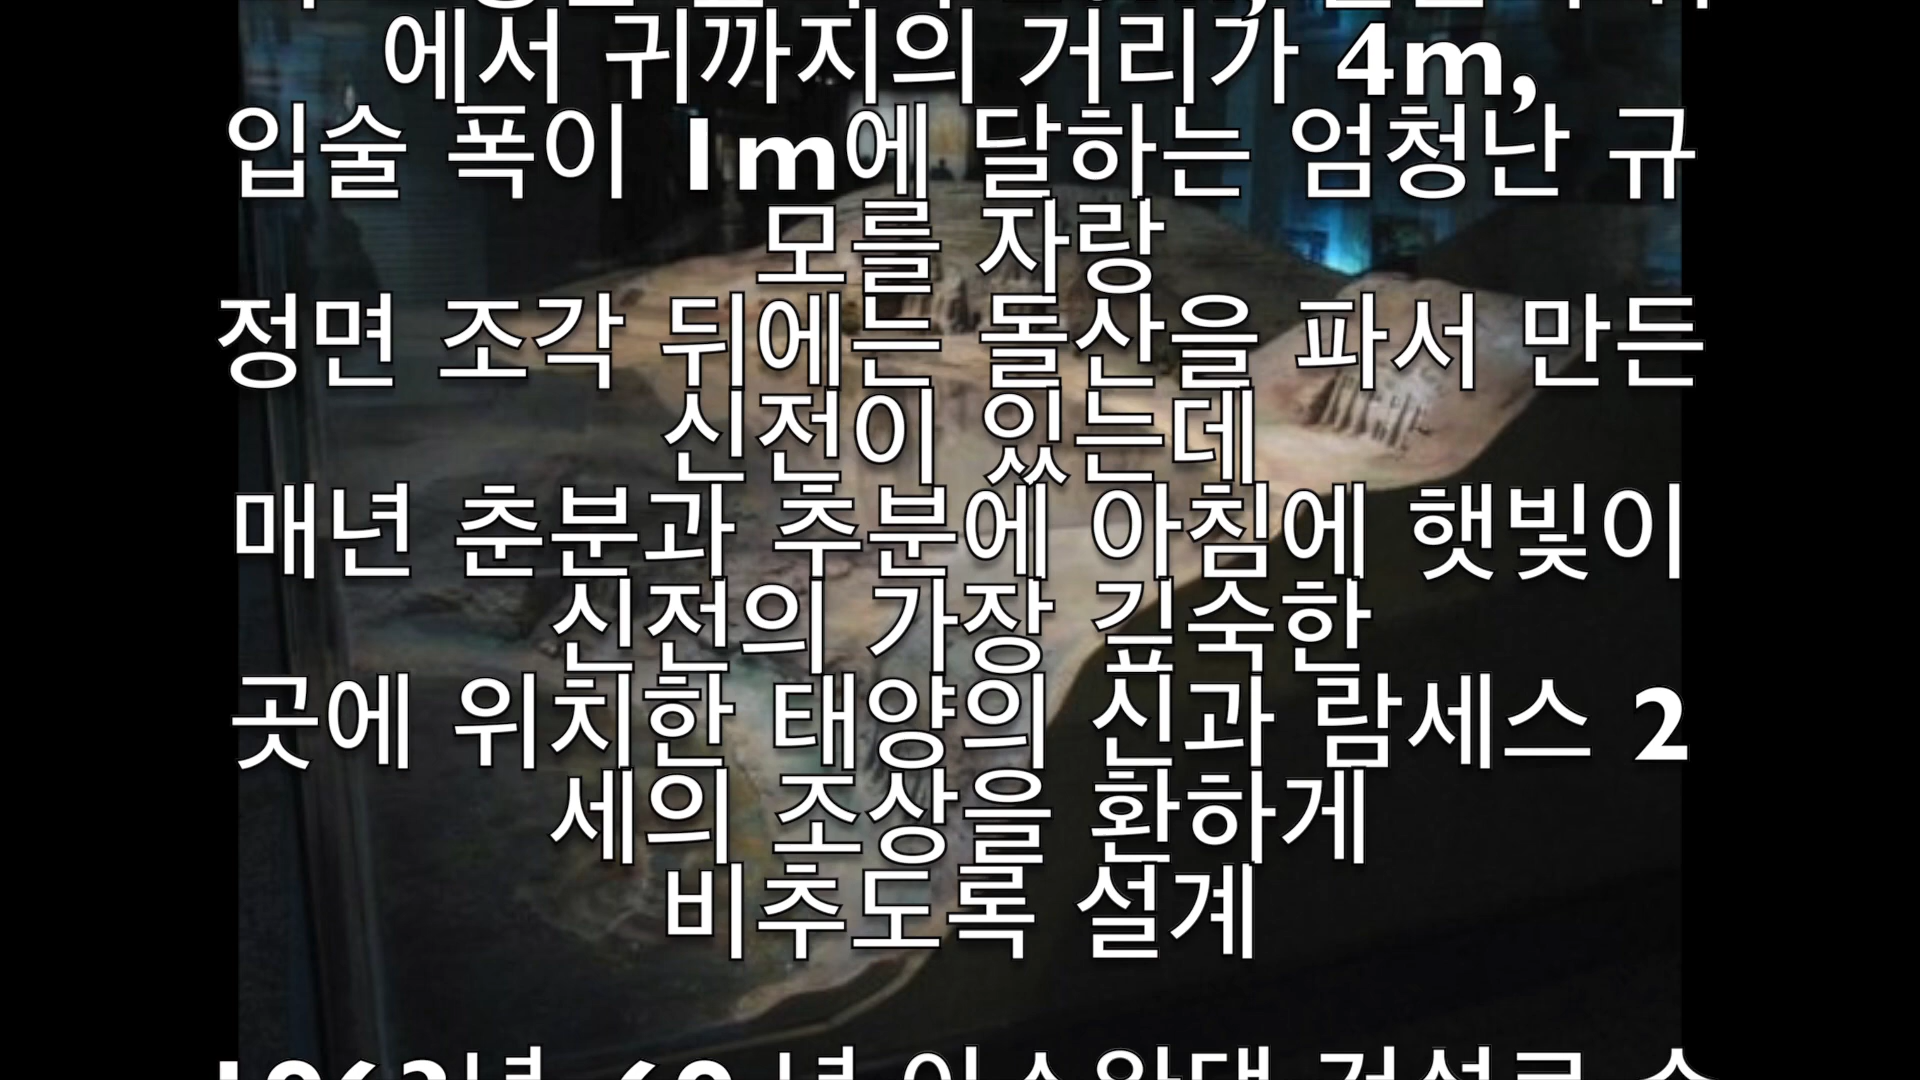 에서 귀까지의 거리가 4m,
입술 폭이 1m에 달하는 엄청난 규
모를 자랑
정면 조각 뒤에는 돌산을 파서 만든
신전이 있는데
매년 춘분과 추분에 아침에 햇빛이
신전의 가장 깊숙한
곳에 위치한 태양의 신과 람세스 2
세의 조상을 환하게
비추도록 설계